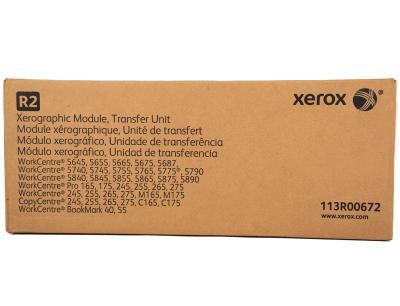 R2
xerox
Xerographic Module, Transfer Unit
Module xérographique, Unitê de transfert
Módulo xerográfico, Unidade de transferência
Módulo xerográfico, Unidad de transferencia
WorkCentre® 5645, 5655, 5665, 5675, 5687,
WorkCentre® 5740, 5745, 5755, 5765, 5775®, 5790
WorkCentre® 5840, 5845, 5855, 5865, 5875, 5890
WorkCentre® Pro 165, 175, 245, 255, 265, 275
WorkCentre® 245, 255, 265, 275, M165, M175
CopyCentre® 245, 255, 265, 275, C165, C175
WorkCentre® BookMark 40, 55
113R00672
www.xerox.com